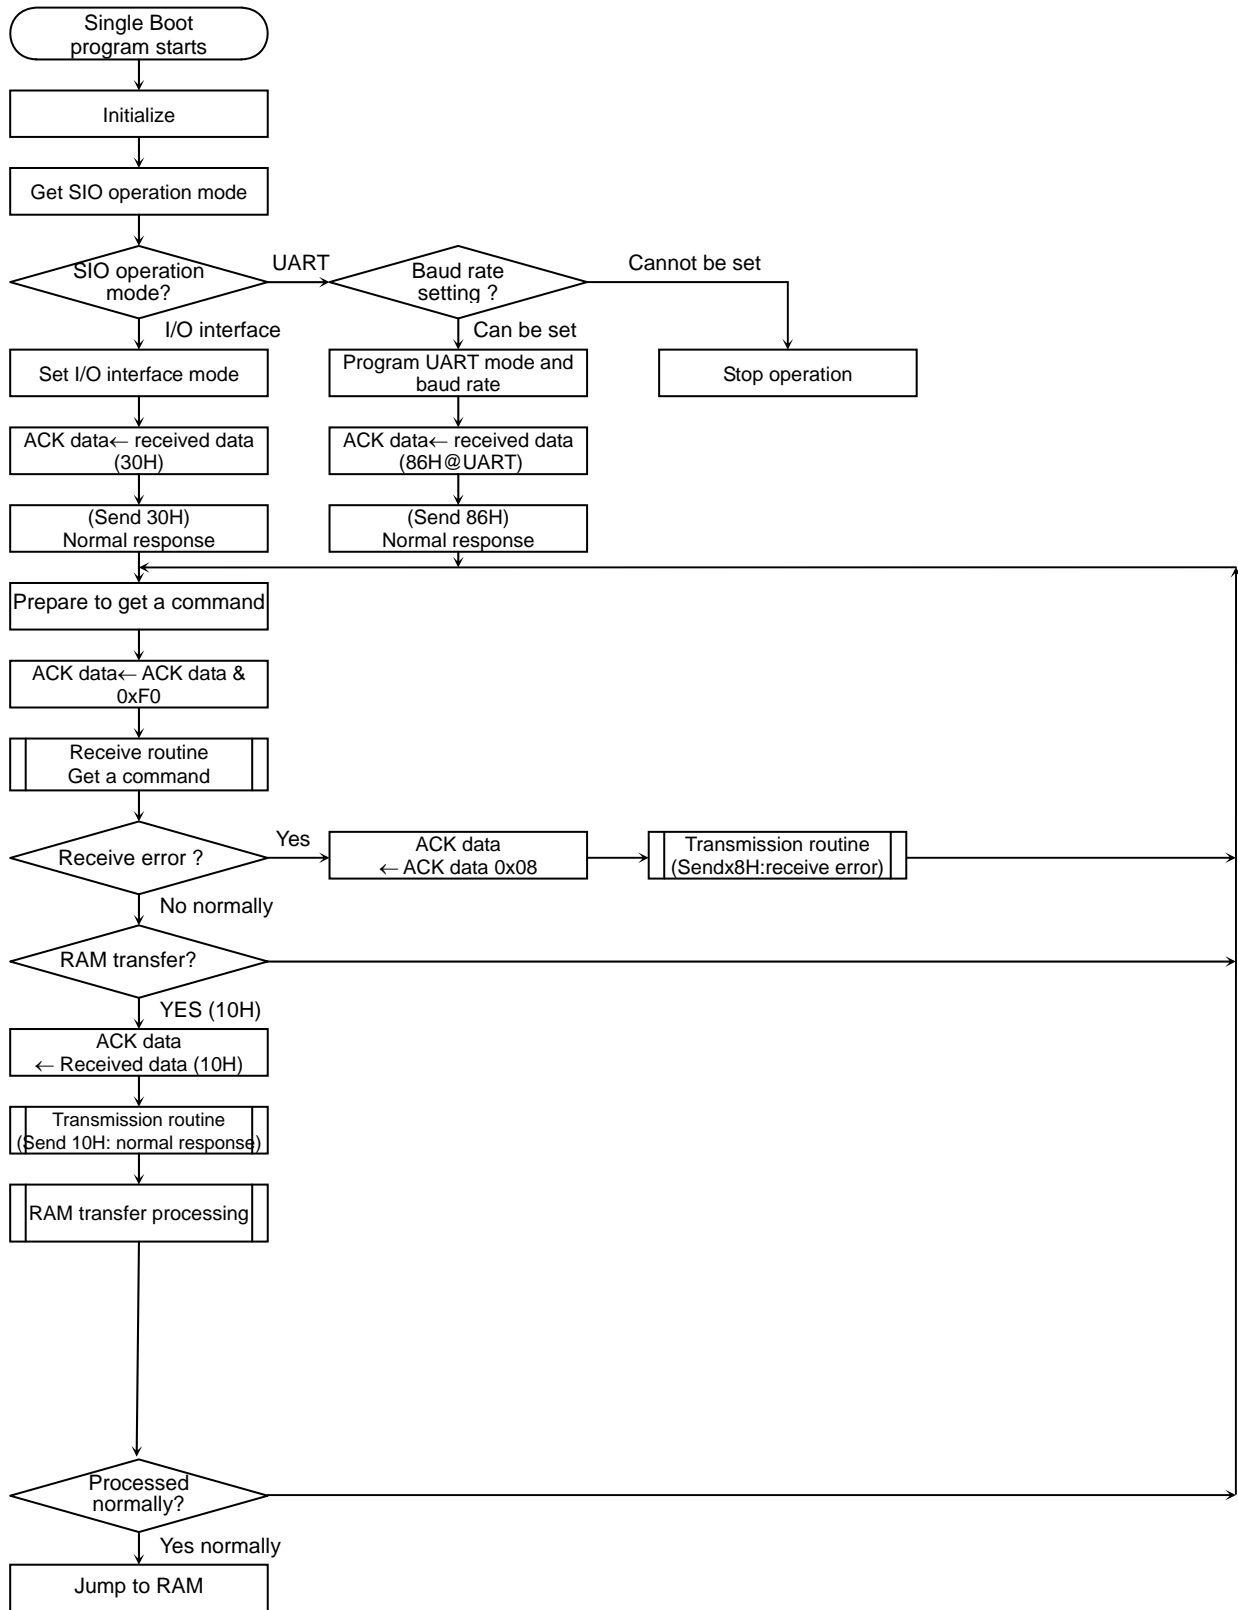 Single Boot
program starts
Initialize
Get SIO operation mode
SIO operation
mode?
UART
Baud rate
setting ?
Cannot be set
I/O interface
Can be set
Set I/O interface mode
Program UART mode and
baud rate
Stop operation
ACK data← received data
(30H)
ACK data← received data
(86H@UART)
(Send 30H)
Normal response
(Send 86H)
Normal response
Prepare to get a command
ACK data← ACK data &
0xF0
Receive routine
Get a command
Receive error ?
Yes
ACK data
← ACK data 0x08
Transmission routine
(Sendx8H:receive error)
No normally
RAM transfer?
YES (10H)
ACK data
← Received data (10H)
Transmission routine
(Send 10H: normal response)
RAM transfer processing
Processed
normally?
Yes normally
Jump to RAM